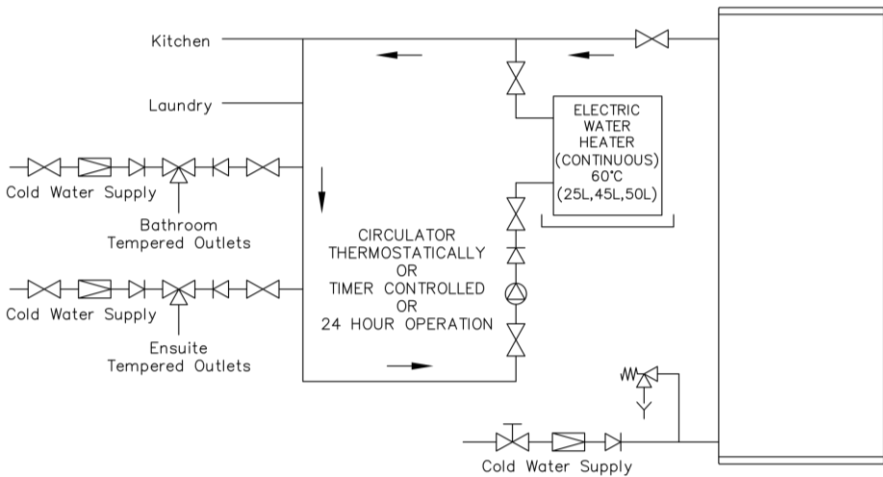 Kitchen
Laundry
Cold Water Supply
Bathroom
Tempered Outlets
Cold Water Supply
Ensuite
Tempered Outlets
CIRCULATOR
THERMOSTATICALLY
OR
TIMER CONTROLLED
OR
24 HOUR OPERATION
ELECTRIC
WATER
HEATER
(CONTINUOUS)
60°C
(25L,45L,50L)
Cold Water Supply